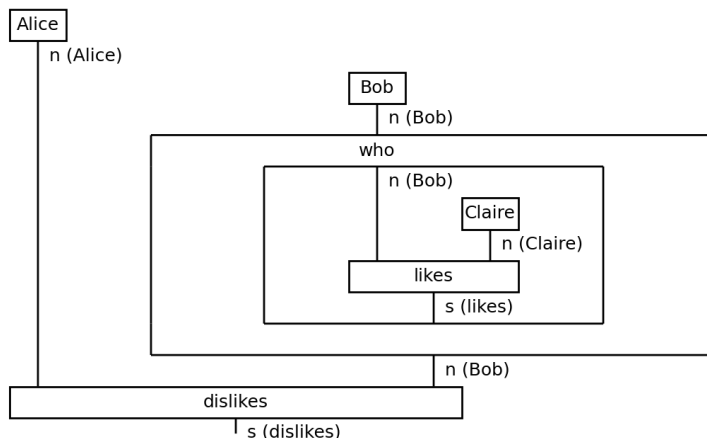 Alice
n (Alice)
Bob
n (Bob)
who
n (Bob)
Claire
n (Claire)
likes
s (likes)
n (Bob)
dislikes
s (dislikes)